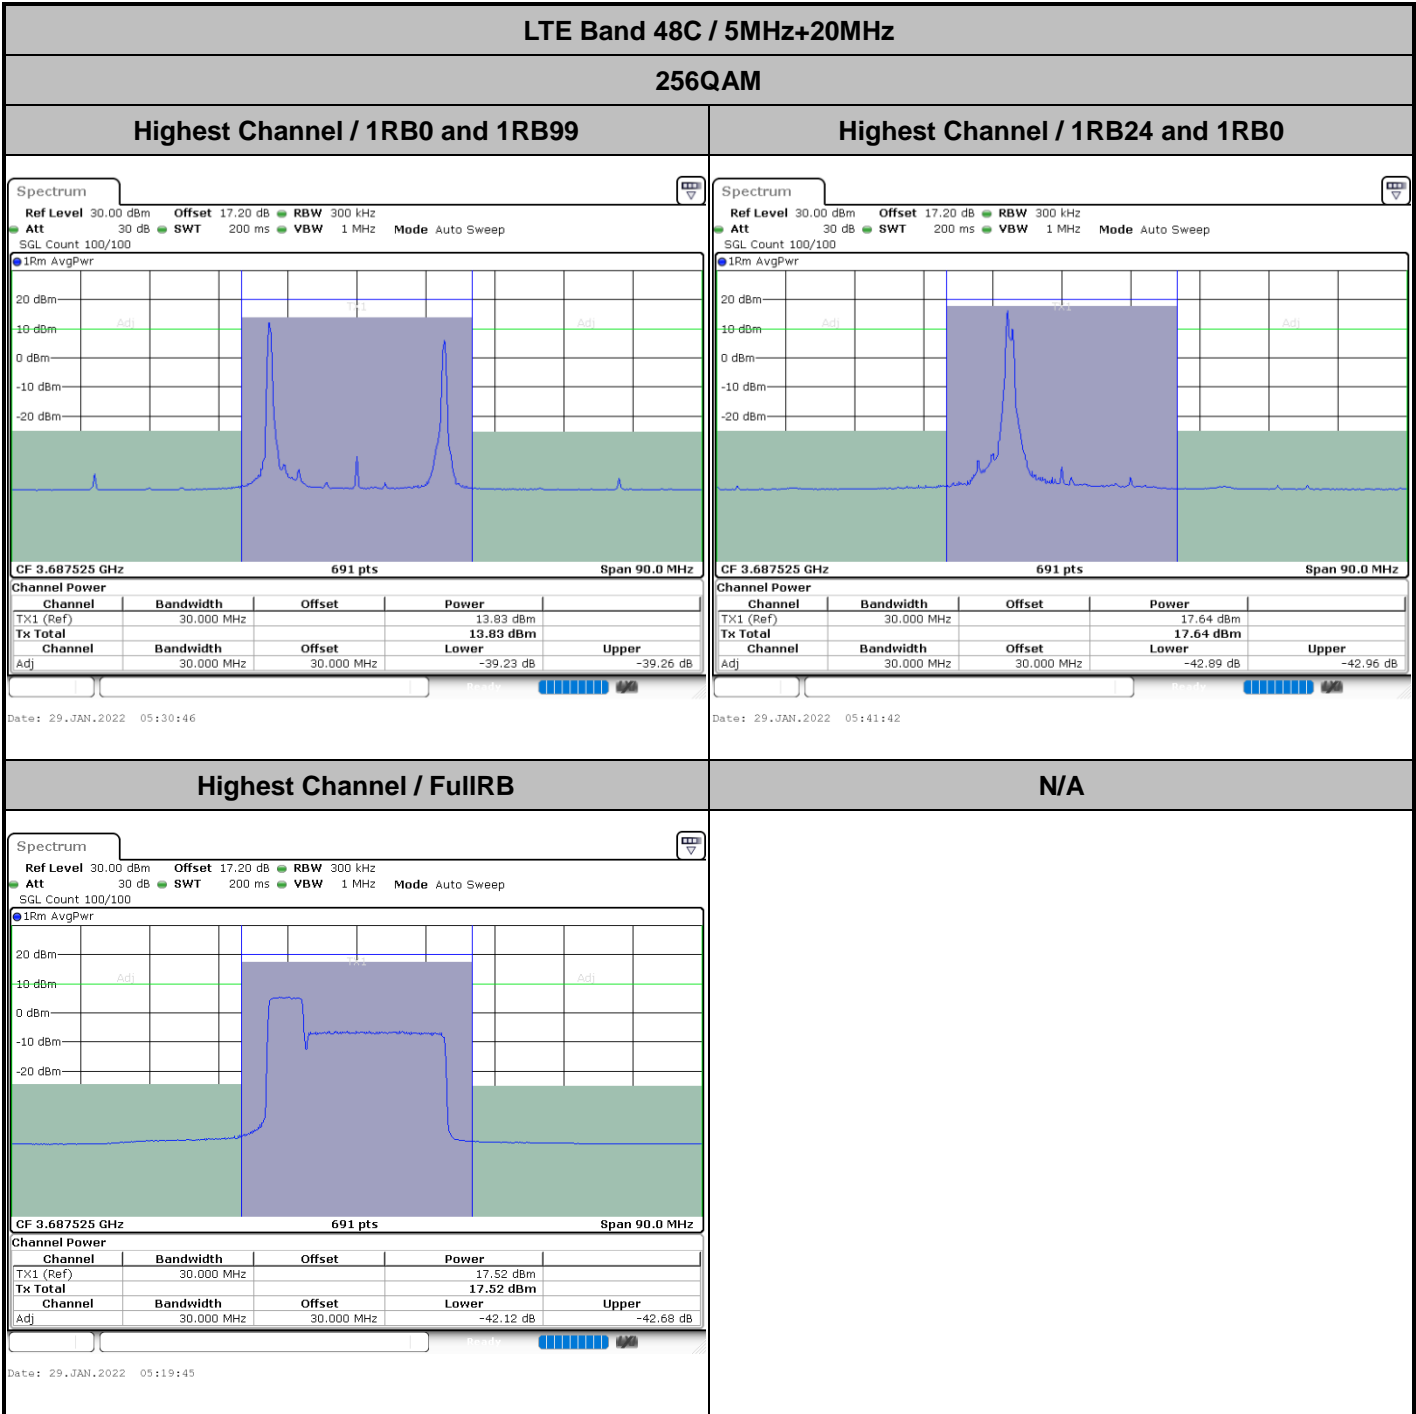 LTE Band 48C / 5MHz+20MHz
256QAM
Highest Channel / 1RB0 and 1RB99
Highest Channel / 1RB24 and 1RB0
Spectrum
Ref Level 30.00 dBm Offset 17.20 dB RBW 300 kHz
Att 30 dB SWT 200 ms VBW 1 MHz Mode Auto Sweep
SGL Count 100/100
1Rm AvgPwr
TX1
20 dBm
Adj
Adj
10 dBm
0 dBm
-10 dBm
-20 dBm
CF 3.687525 GHz 691 pts Span 90.0 MHz
Channel Power
Channel Bandwidth Offset Power
TX1 (Ref) 30.000 MHz 13.83 dBm
Tx Total 13.83 dBm
Channel Bandwidth Offset Lower Upper
Adj 30.000 MHz 30.000 MHz -39.23 dB -39.26 dB
Ready
Date: 29.JAN.2022 05:30:46
Spectrum
Ref Level 30.00 dBm Offset 17.20 dB RBW 300 kHz
Att 30 dB SWT 200 ms VBW 1 MHz Mode Auto Sweep
SGL Count 100/100
1Rm AvgPwr
TX1
20 dBm
Adj
Adj
10 dBm
0 dBm
-10 dBm
-20 dBm
CF 3.687525 GHz 691 pts Span 90.0 MHz
Channel Power
Channel Bandwidth Offset Power
TX1 (Ref) 30.000 MHz 17.64 dBm
Tx Total 17.64 dBm
Channel Bandwidth Offset Lower Upper
Adj 30.000 MHz 30.000 MHz -42.89 dB -42.96 dB
Ready
Date: 29.JAN.2022 05:41:42
Highest Channel / FullRB
N/A
Spectrum
Ref Level 30.00 dBm Offset 17.20 dB RBW 300 kHz
Att 30 dB SWT 200 ms VBW 1 MHz Mode Auto Sweep
SGL Count 100/100
1Rm AvgPwr
TX1
20 dBm
Adj
Adj
10 dBm
0 dBm
-10 dBm
-20 dBm
CF 3.687525 GHz 691 pts Span 90.0 MHz
Channel Power
Channel Bandwidth Offset Power
TX1 (Ref) 30.000 MHz 17.52 dBm
Tx Total 17.52 dBm
Channel Bandwidth Offset Lower Upper
Adj 30.000 MHz 30.000 MHz -42.12 dB -42.68 dB
Ready
Date: 29.JAN.2022 05:19:45